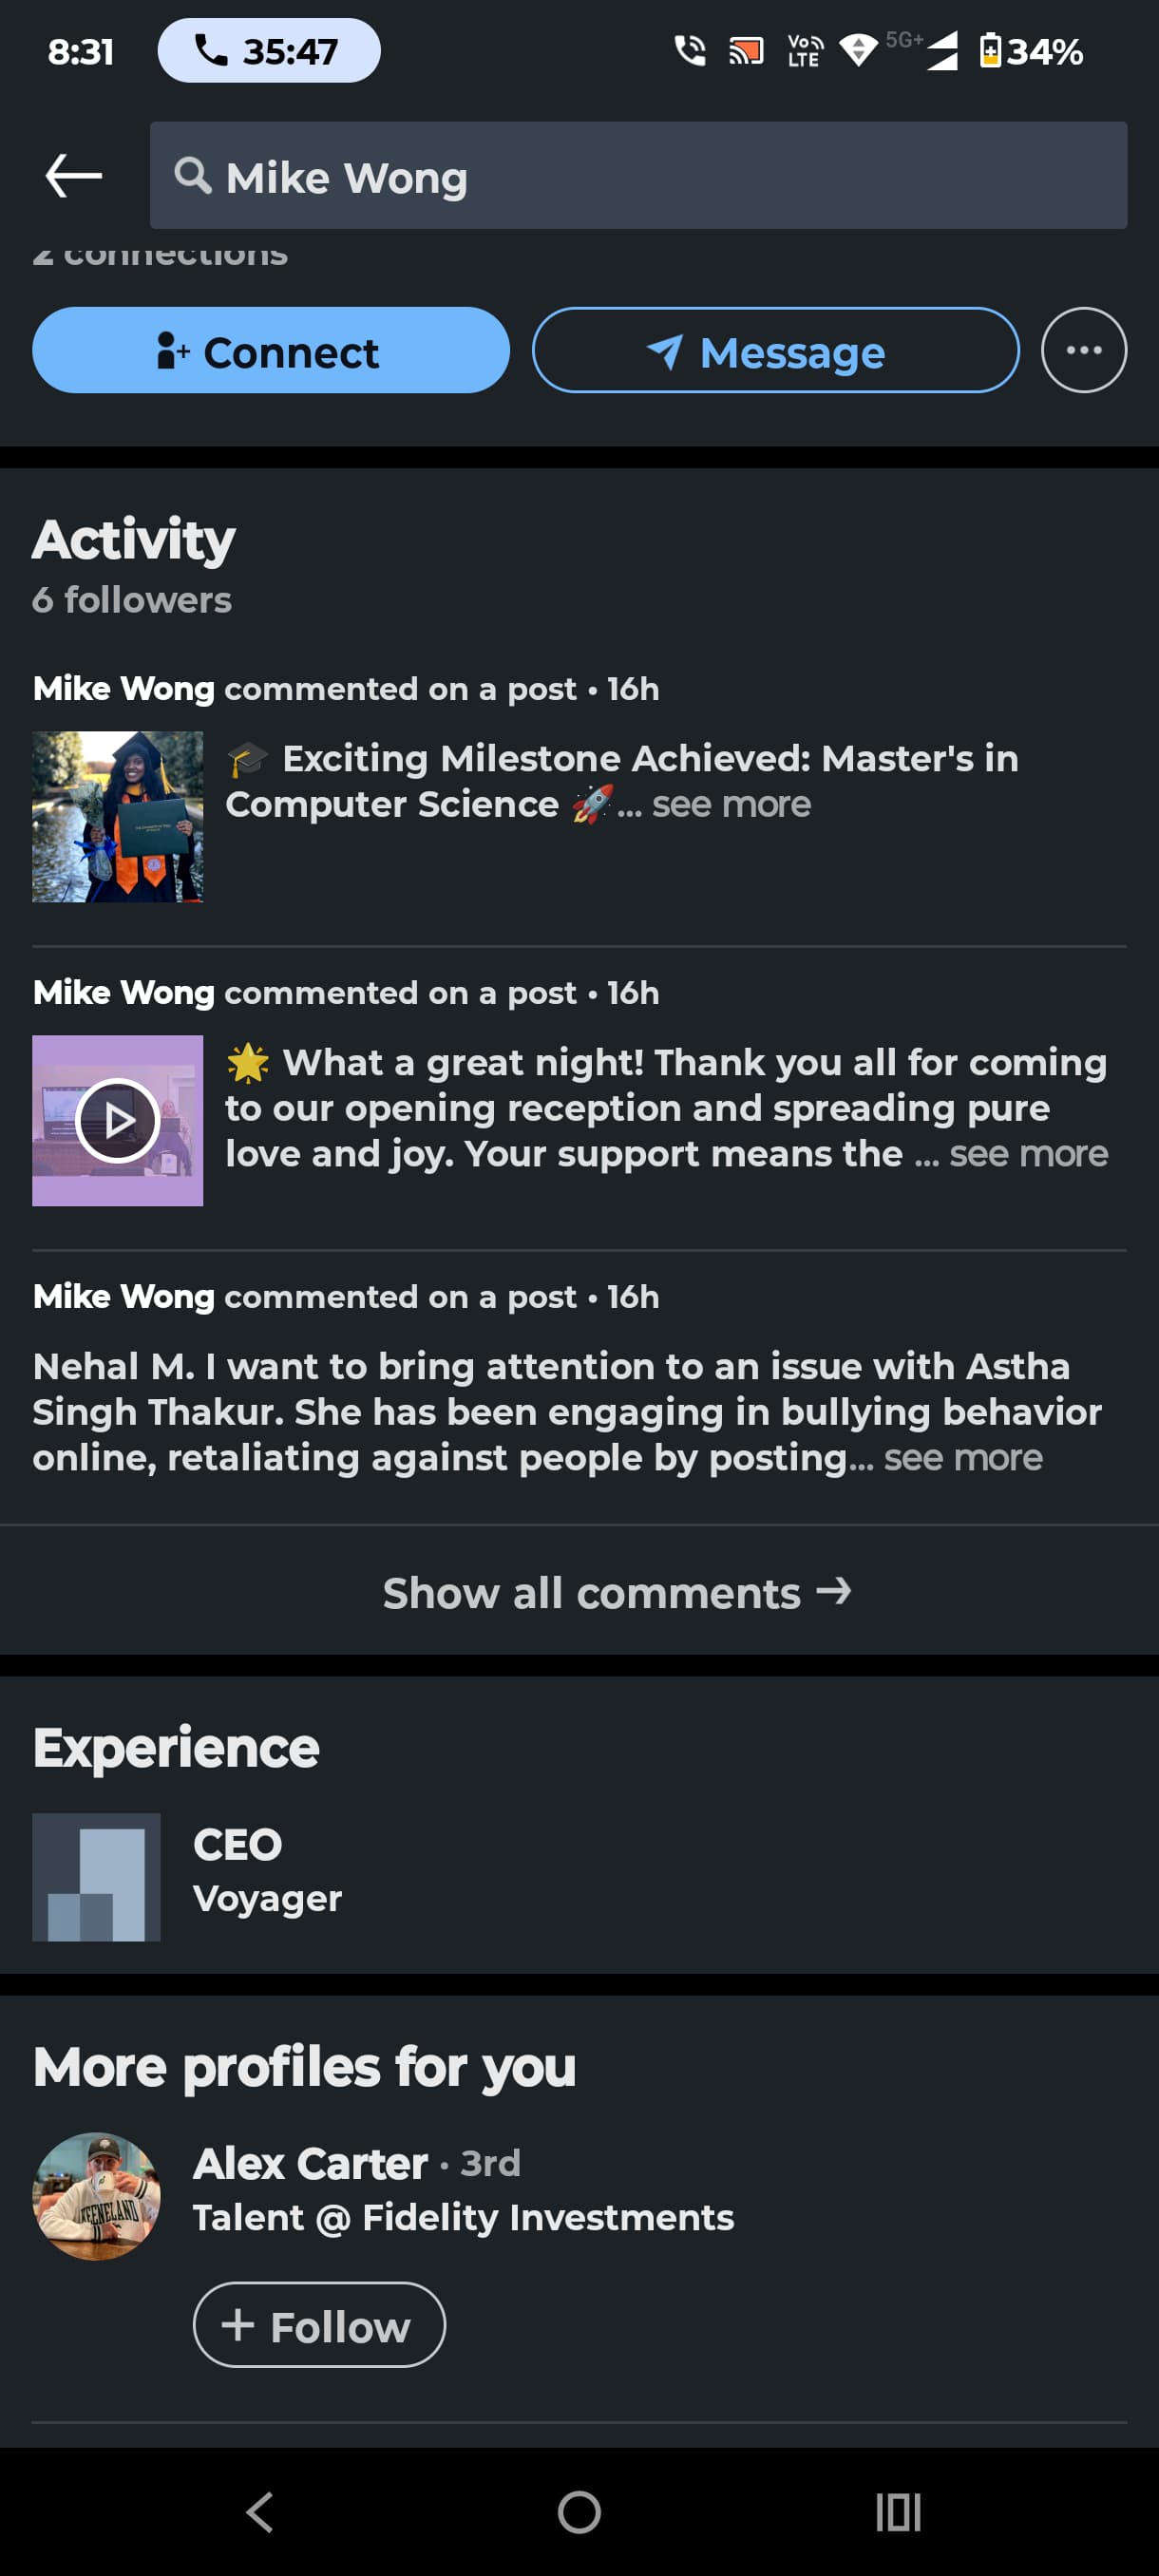 8:31
35:47
Vo LTE
5G+
34%
Mike Wong
2 connections
Connect
Message
Activity
6 followers
Mike Wong commented on a post • 16h
🎓 Exciting Milestone Achieved: Master's in
Computer Science 🚀... see more
Mike Wong commented on a post • 16h
🌟 What a great night! Thank you all for coming
to our opening reception and spreading pure
love and joy. Your support means the ... see more
Mike Wong commented on a post • 16h
Nehal M. I want to bring attention to an issue with Astha
Singh Thakur. She has been engaging in bullying behavior
online, retaliating against people by posting... see more
Show all comments →
Experience
CEO
Voyager
More profiles for you
Alex Carter · 3rd
Talent @ Fidelity Investments
KEENELAND
+ Follow